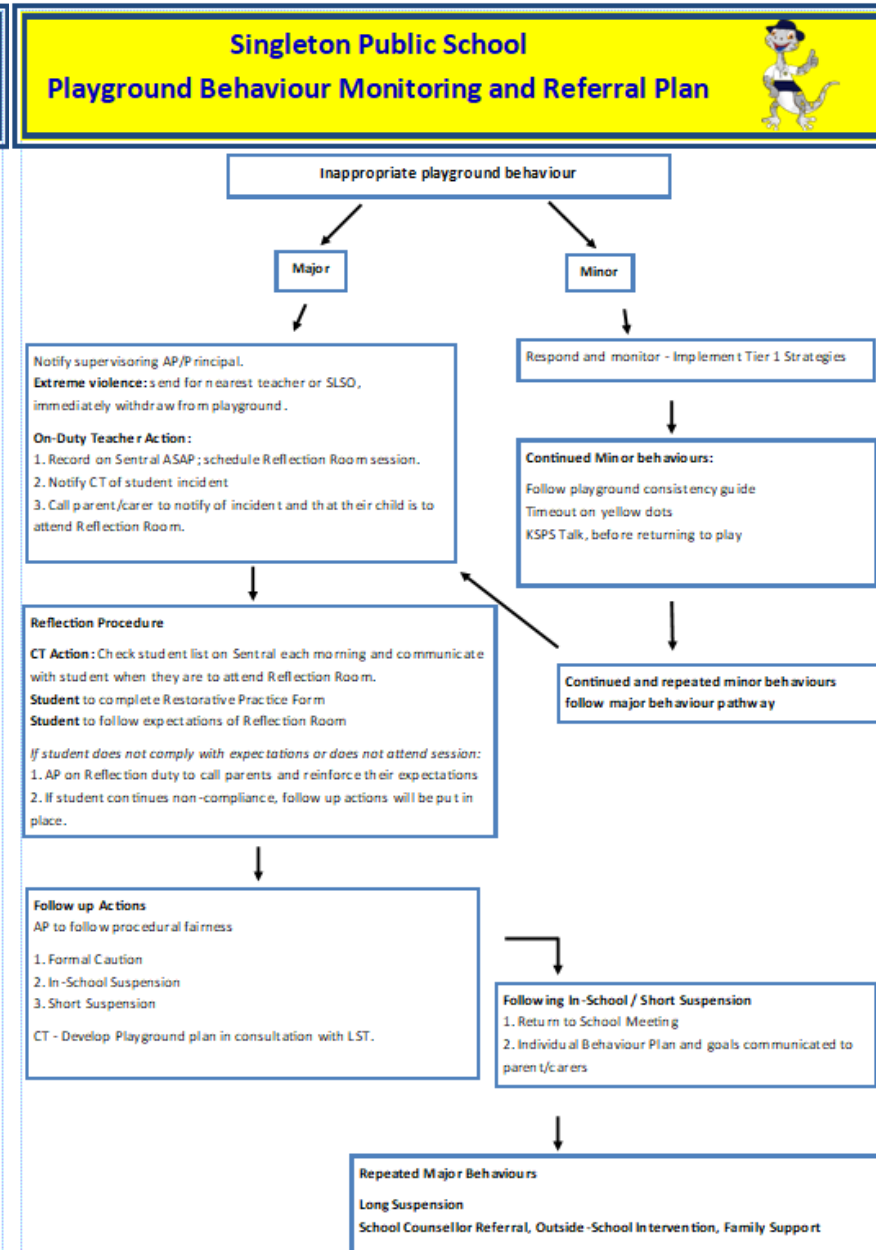 Singleton Public School
Playground Behaviour Monitoring and Referral Plan
Inappropriate playground behaviour
Major
Minor
Notify supervisoring AP/Principal.
Extreme violence: send for nearest teacher or SLSO,
immediately withdraw from playground.
On-Duty Teacher Action:
1. Record on Sentral ASAP; schedule Reflection Room session.
2. Notify CT of student incident
3. Call parent/carer to notify of incident and that their child is to
attend Reflection Room.
Respond and monitor - Implement Tier 1 Strategies
Continued Minor behaviours:
Follow playground consistency guide
Timeout on yellow dots
KSPS Talk, before returning to play
Reflection Procedure
CT Action: Check student list on Sentral each morning and communicate
with student when they are to attend Reflection Room.
Student to complete Restorative Practice Form
Student to follow expectations of Reflection Room
If student does not comply with expectations or does not attend session:
1. AP on Reflection duty to call parents and reinforce their expectations
2. If student continues non-compliance, follow up actions will be put in
place.
Continued and repeated minor behaviours
follow major behaviour pathway
Follow up Actions
AP to follow procedural fairness
1. Formal Caution
2. In-School Suspension
3. Short Suspension
CT - Develop Playground plan in consultation with LST.
Following In-School / Short Suspension
1. Return to School Meeting
2. Individual Behaviour Plan and goals communicated to
parent/carers
Repeated Major Behaviours
Long Suspension
School Counsellor Referral, Outside-School Intervention, Family Support